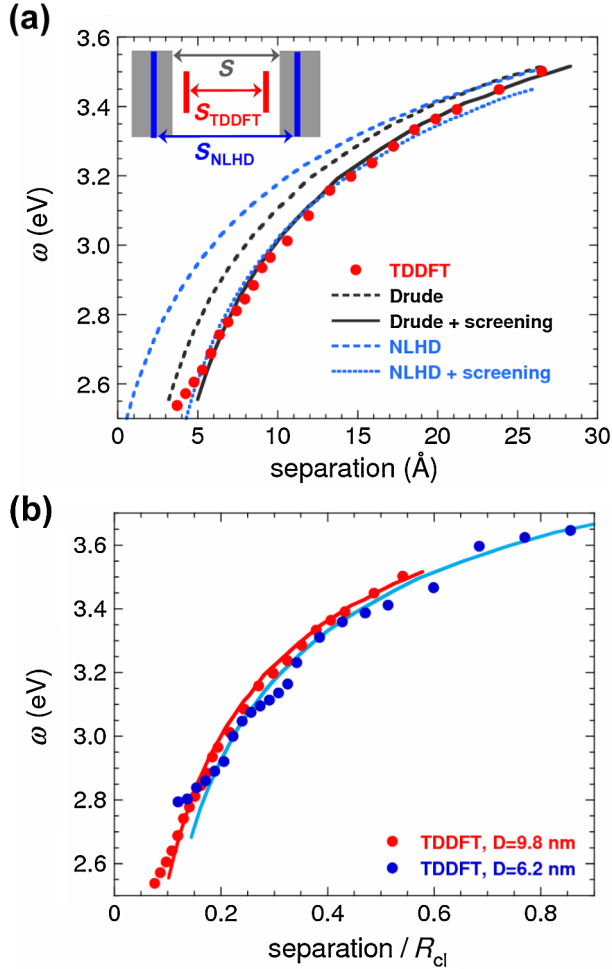 (a)
3.6
3.4
3.2
3.0
2.8
2.6
ω (eV)
S
S_TDDFT
S_NLHD
TDDFT
Drude
Drude + screening
NLHD
NLHD + screening
0 5 10 15 20 25 30
separation (Å)
(b)
3.6
3.4
3.2
3.0
2.8
2.6
ω (eV)
TDDFT, D=9.8 nm
TDDFT, D=6.2 nm
0 0.2 0.4 0.6 0.8
separation / R_cl